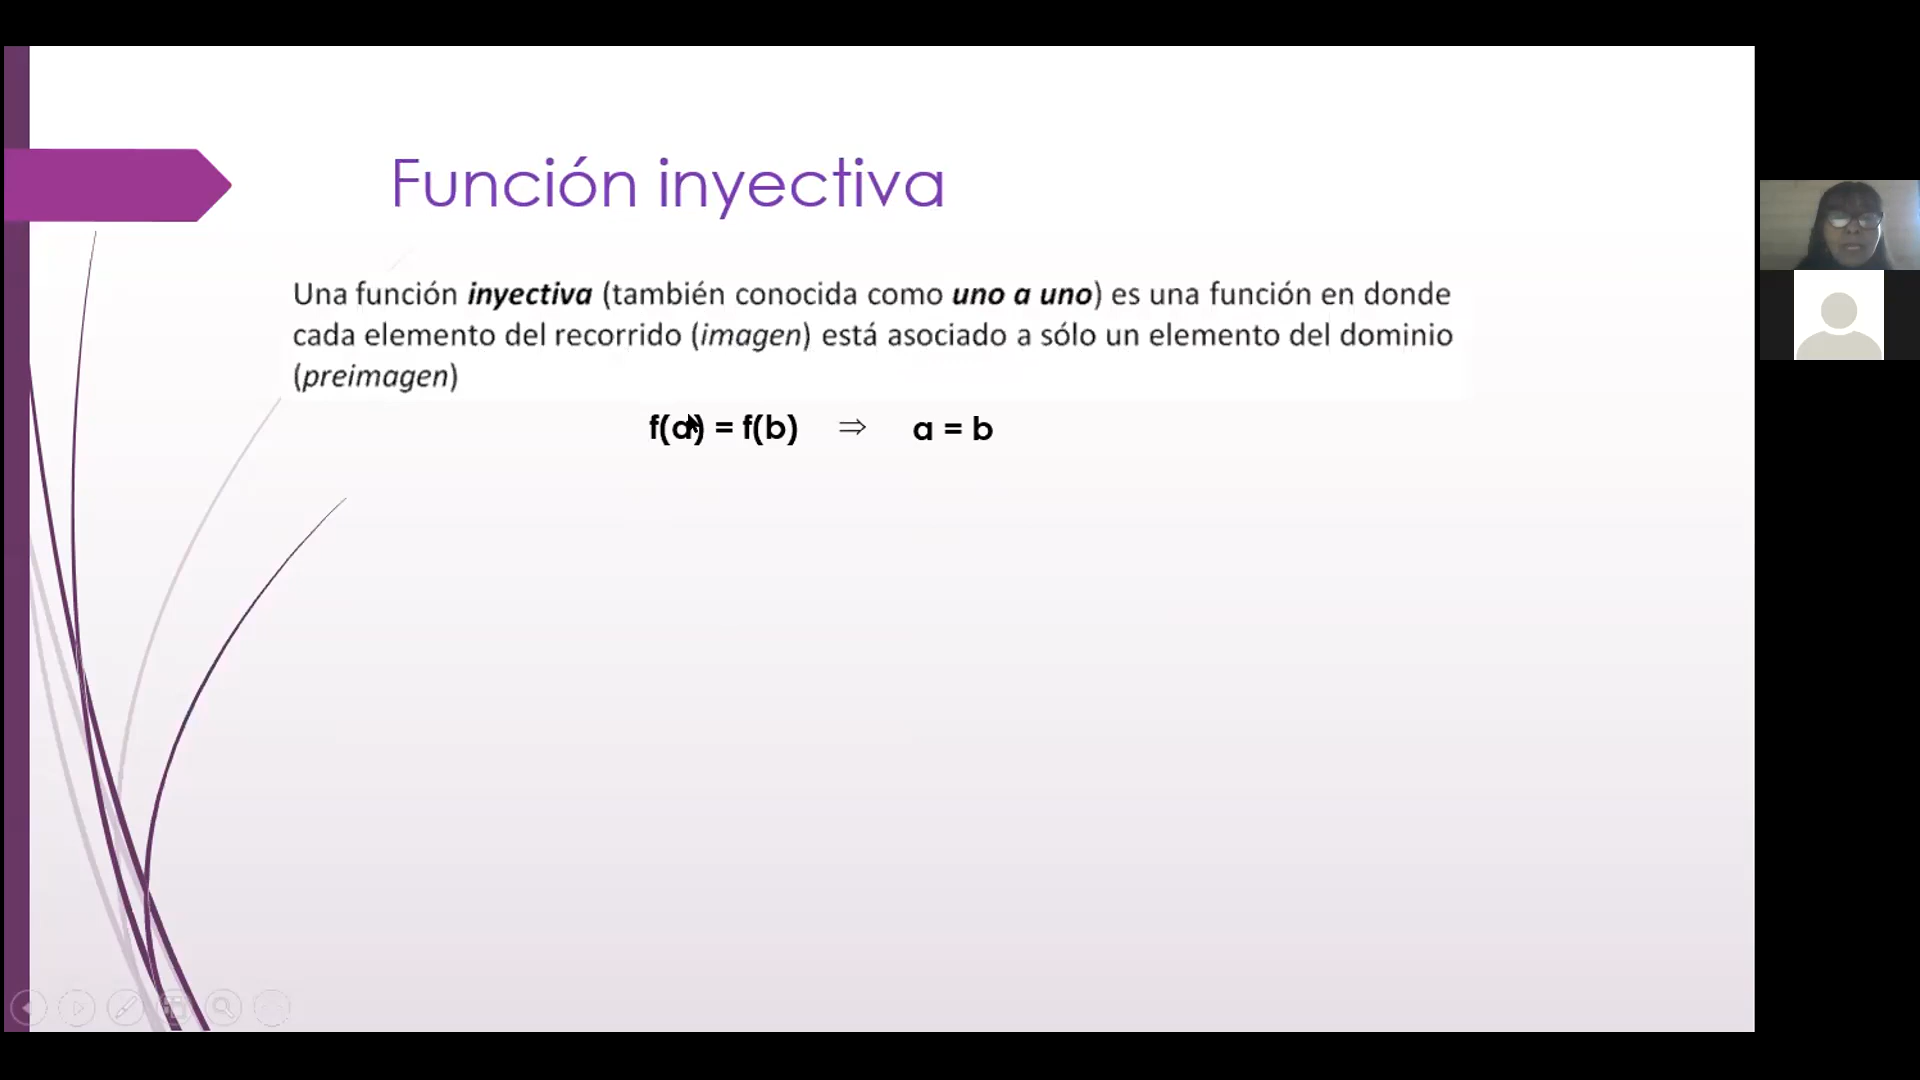 Función inyectiva
Una función inyectiva (también conocida como uno a uno) es una función en donde
cada elemento del recorrido (imagen) está asociado a sólo un elemento del dominio
(preimagen)
f(a) = f(b) ⇒ a = b